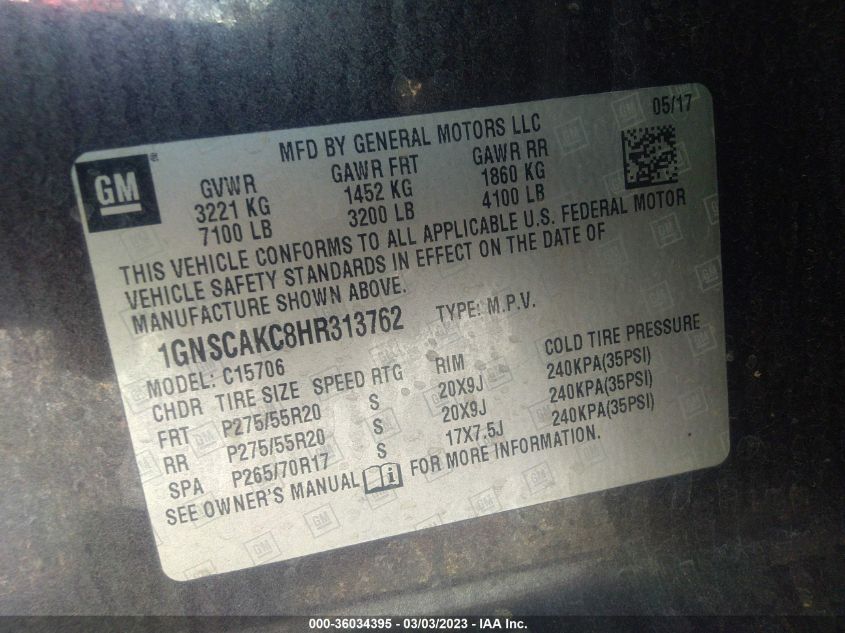 05/17
MFD BY GENERAL MOTORS LLC
GM
®
GVWR GAWR FRT GAWR RR
3221 KG 1452 KG 1860 KG
7100 LB 3200 LB 4100 LB
THIS VEHICLE CONFORMS TO ALL APPLICABLE U.S. FEDERAL MOTOR
VEHICLE SAFETY STANDARDS IN EFFECT ON THE DATE OF
MANUFACTURE SHOWN ABOVE.
1GNSCAKC8HR313762 TYPE: M.P.V.
MODEL: C15706
CHDR TIRE SIZE SPEED RTG RIM COLD TIRE PRESSURE
FRT P275/55R20 S 20X9J 240KPA(35PSI)
RR P275/55R20 S 20X9J 240KPA(35PSI)
SPA P265/70R17 S 17X7.5J 240KPA(35PSI)
SEE OWNER'S MANUAL i FOR MORE INFORMATION.
000-36034395 - 03/03/2023 - IAA Inc.